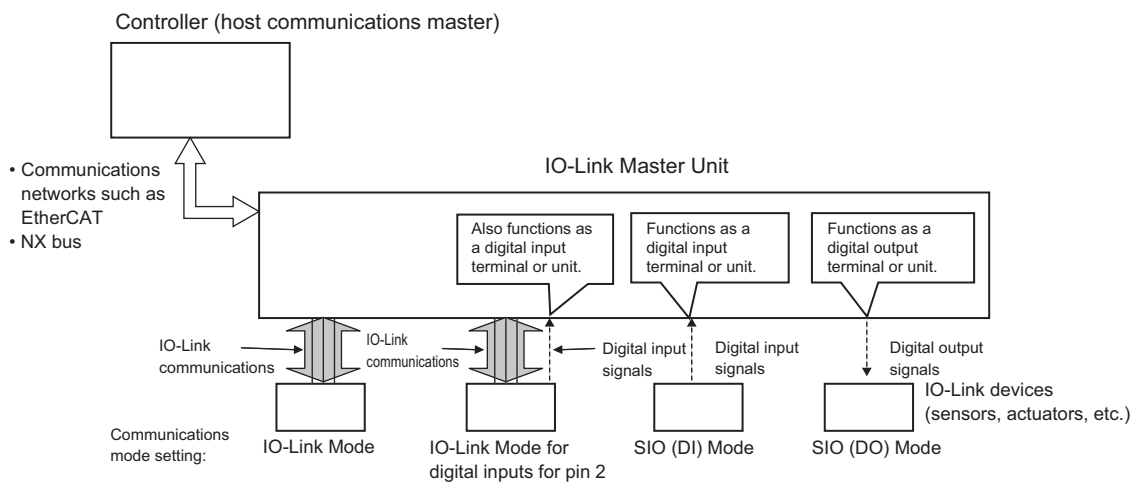 Controller (host communications master)
• Communications
networks such as
EtherCAT
• NX bus
IO-Link Master Unit
Also functions as
a digital input
terminal or unit.
Functions as a
digital input
terminal or unit.
Functions as a
digital output
terminal or unit.
IO-Link
communications
IO-Link
communications
Digital input
signals
Digital input
signals
Digital output
signals
IO-Link devices
(sensors, actuators, etc.)
Communications
mode setting:
IO-Link Mode
IO-Link Mode for
digital inputs for pin 2
SIO (DI) Mode
SIO (DO) Mode